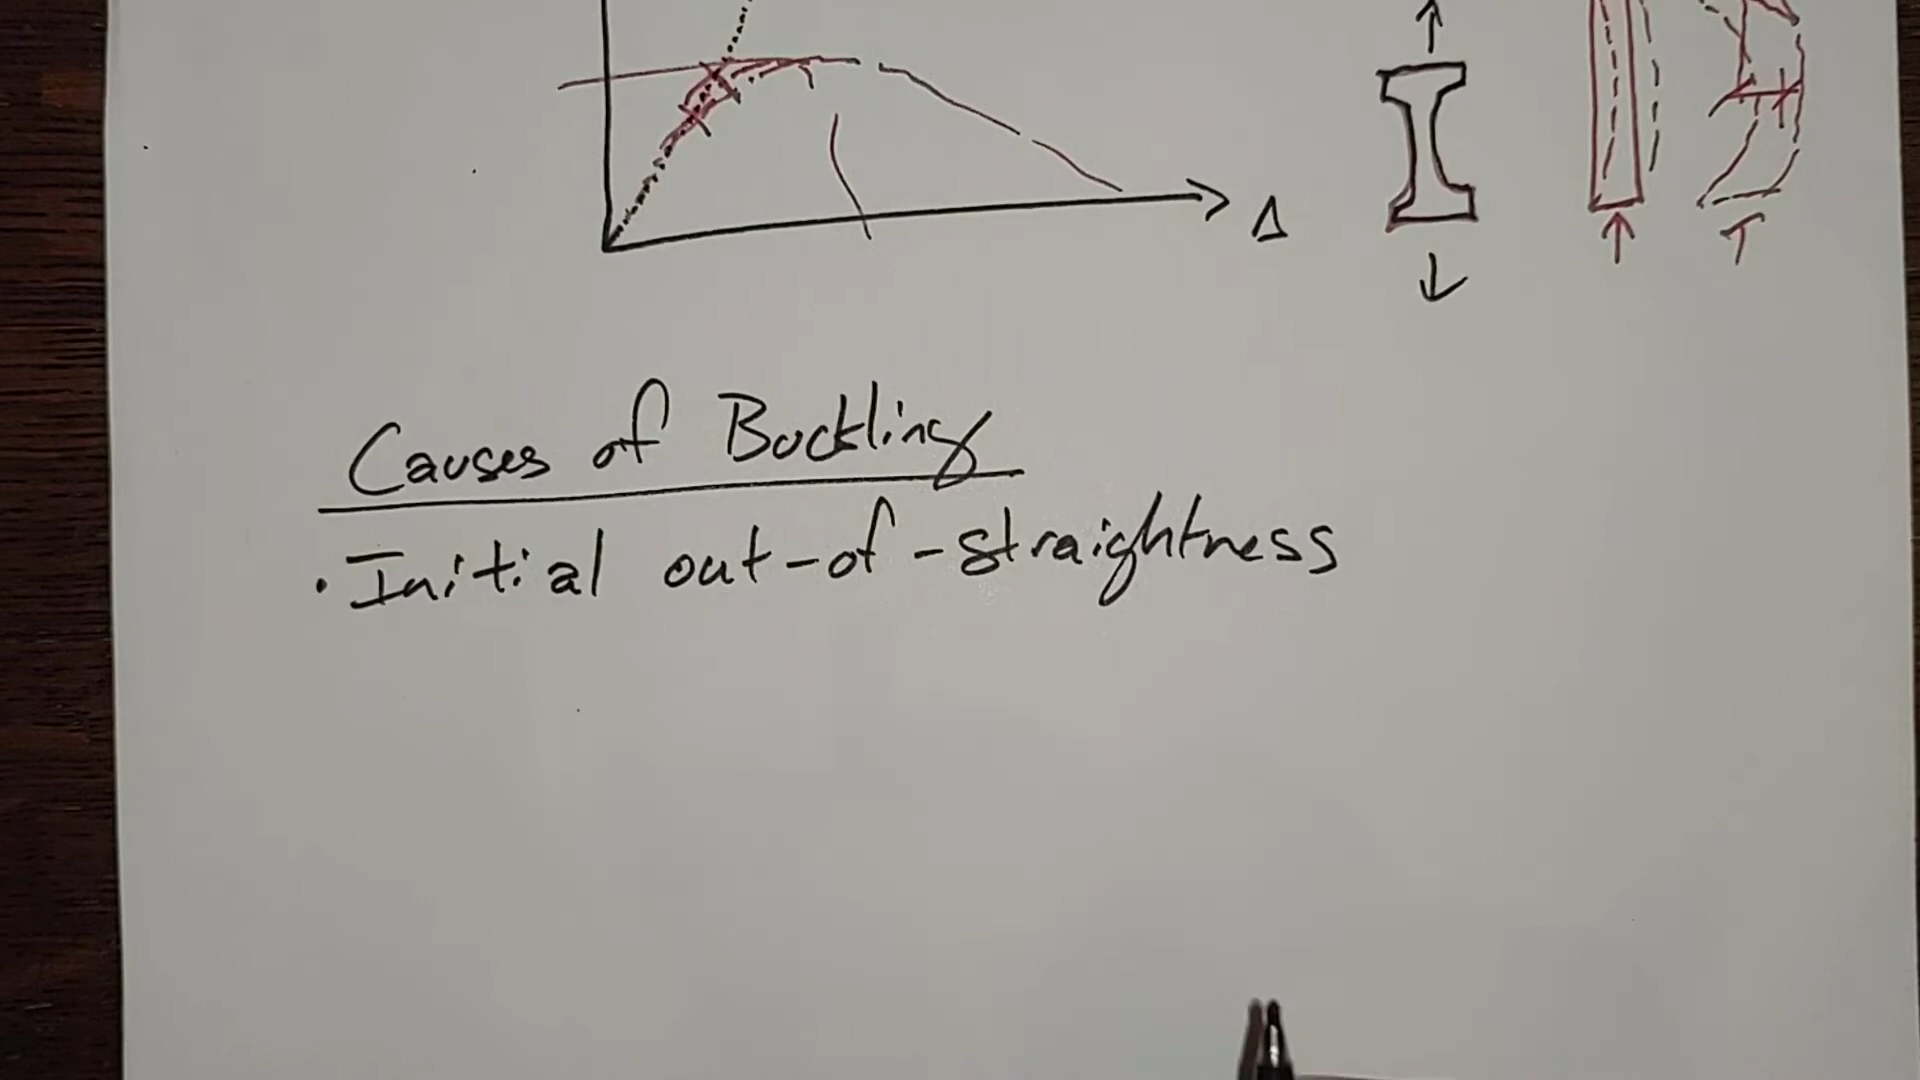 Δ
Causes of Buckling
· Initial out-of-straightness